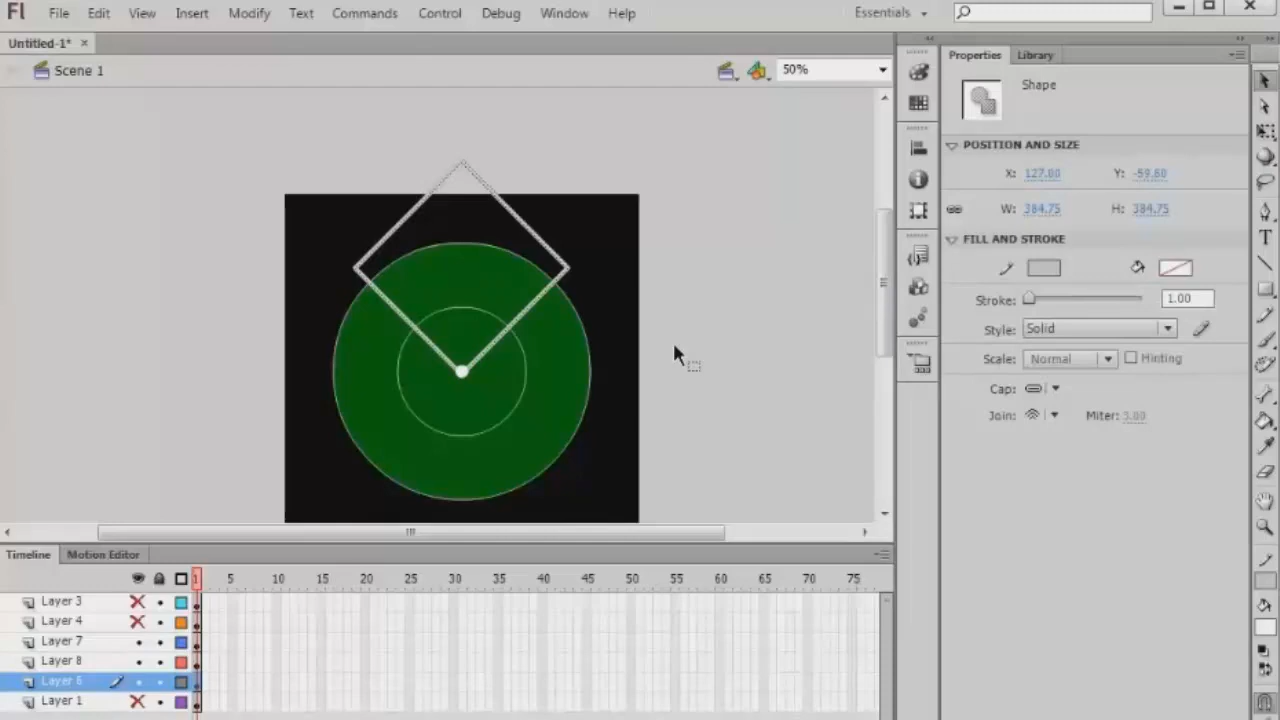 Fl File Edit View Insert Modify Text Commands Control Debug Window Help Essentials
Untitled-1*
Scene 1 50%
Properties Library
Shape
POSITION AND SIZE
X: 127.00 Y: -59.80
W: 384.75 H: 384.75
FILL AND STROKE
Stroke: 1.00
Style: Solid
Scale: Normal Hinting
Cap:
Join: Miter: 3.00
Timeline Motion Editor
1 5 10 15 20 25 30 35 40 45 50 55 60 65 70 75
Layer 3
Layer 4
Layer 7
Layer 8
Layer 6
Layer 1